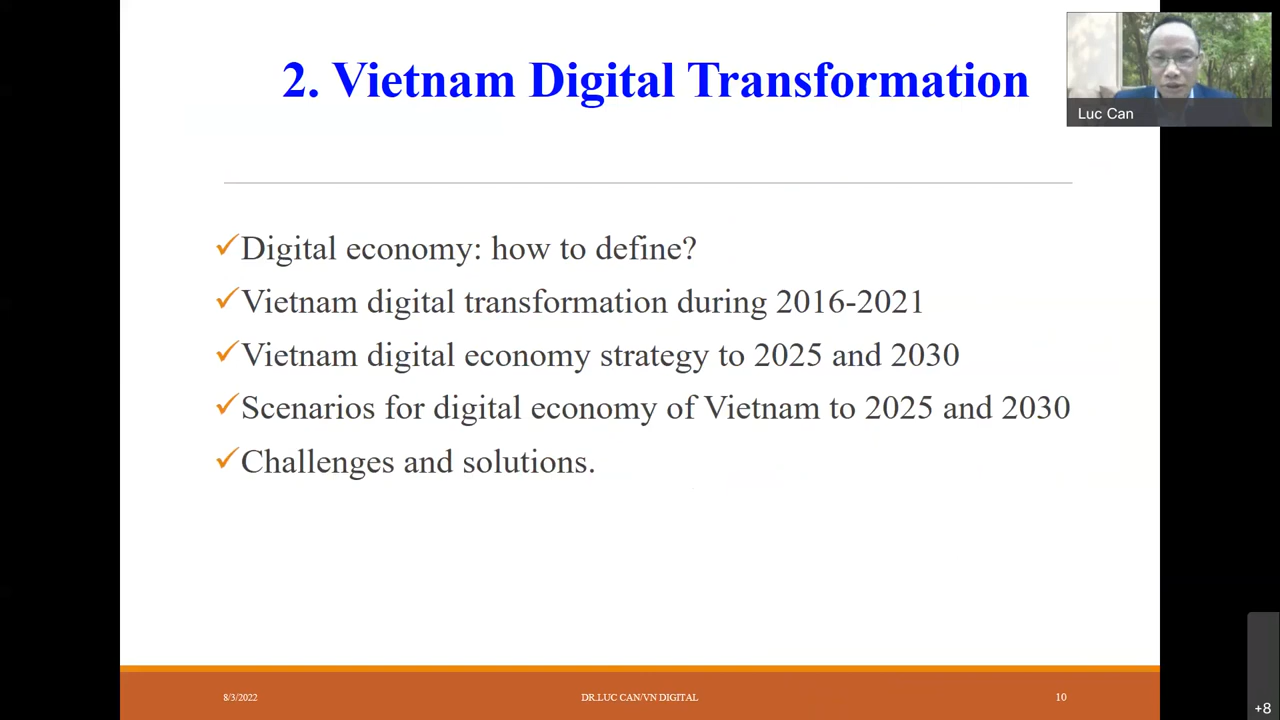 2. Vietnam Digital Transformation
Luc Can
Digital economy: how to define?
Vietnam digital transformation during 2016-2021
Vietnam digital economy strategy to 2025 and 2030
Scenarios for digital economy of Vietnam to 2025 and 2030
Challenges and solutions.
8/3/2022
DR.LUC CAN/VN DIGITAL
10
+8